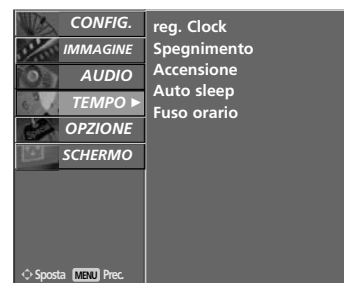 CONFIG.
IMMAGINE
AUDIO
TEMPO ►
OPZIONE
SCHERMO
reg. Clock
Spegnimento
Accensione
Auto sleep
Fuso orario
Sposta MENU Prec.